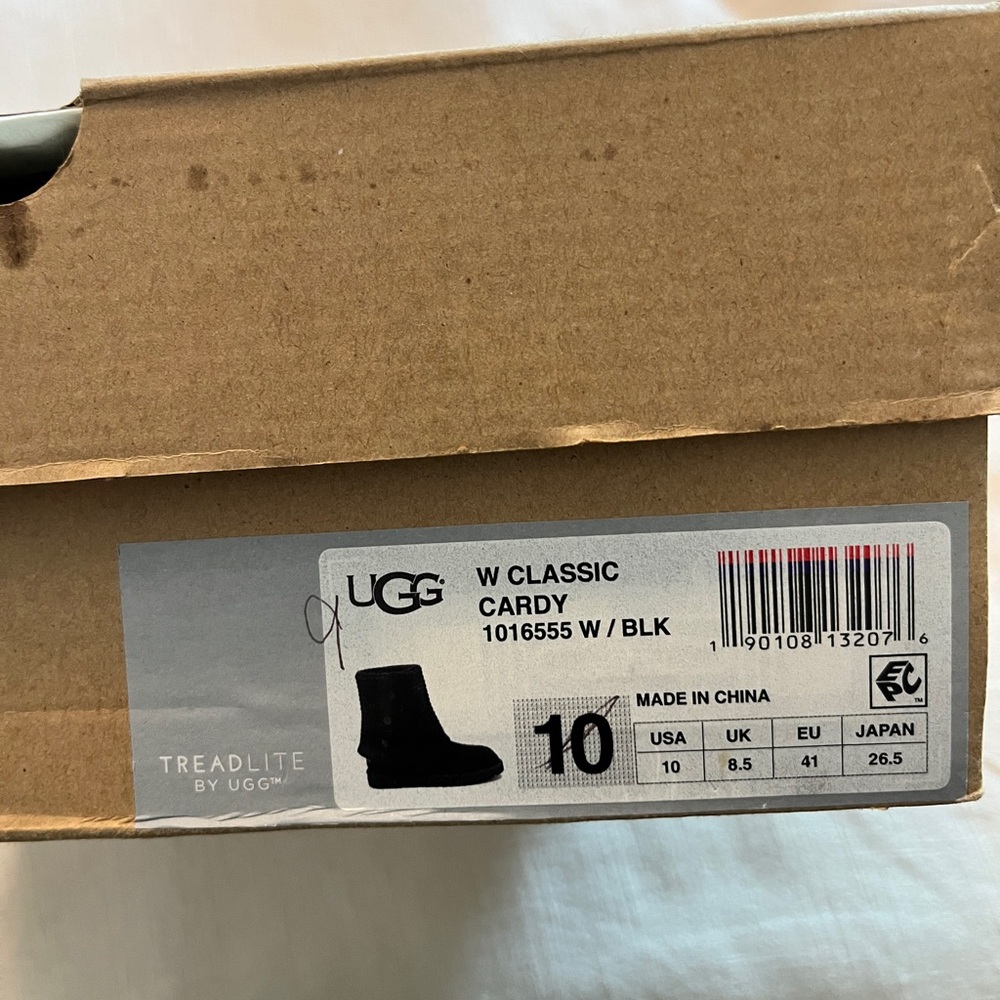 UGG
W CLASSIC
CARDY
1016555 W / BLK
1 90108 13207 6
EPC™
MADE IN CHINA
10
USA UK EU JAPAN
10 8.5 41 26.5
TREADLITE
BY UGG™